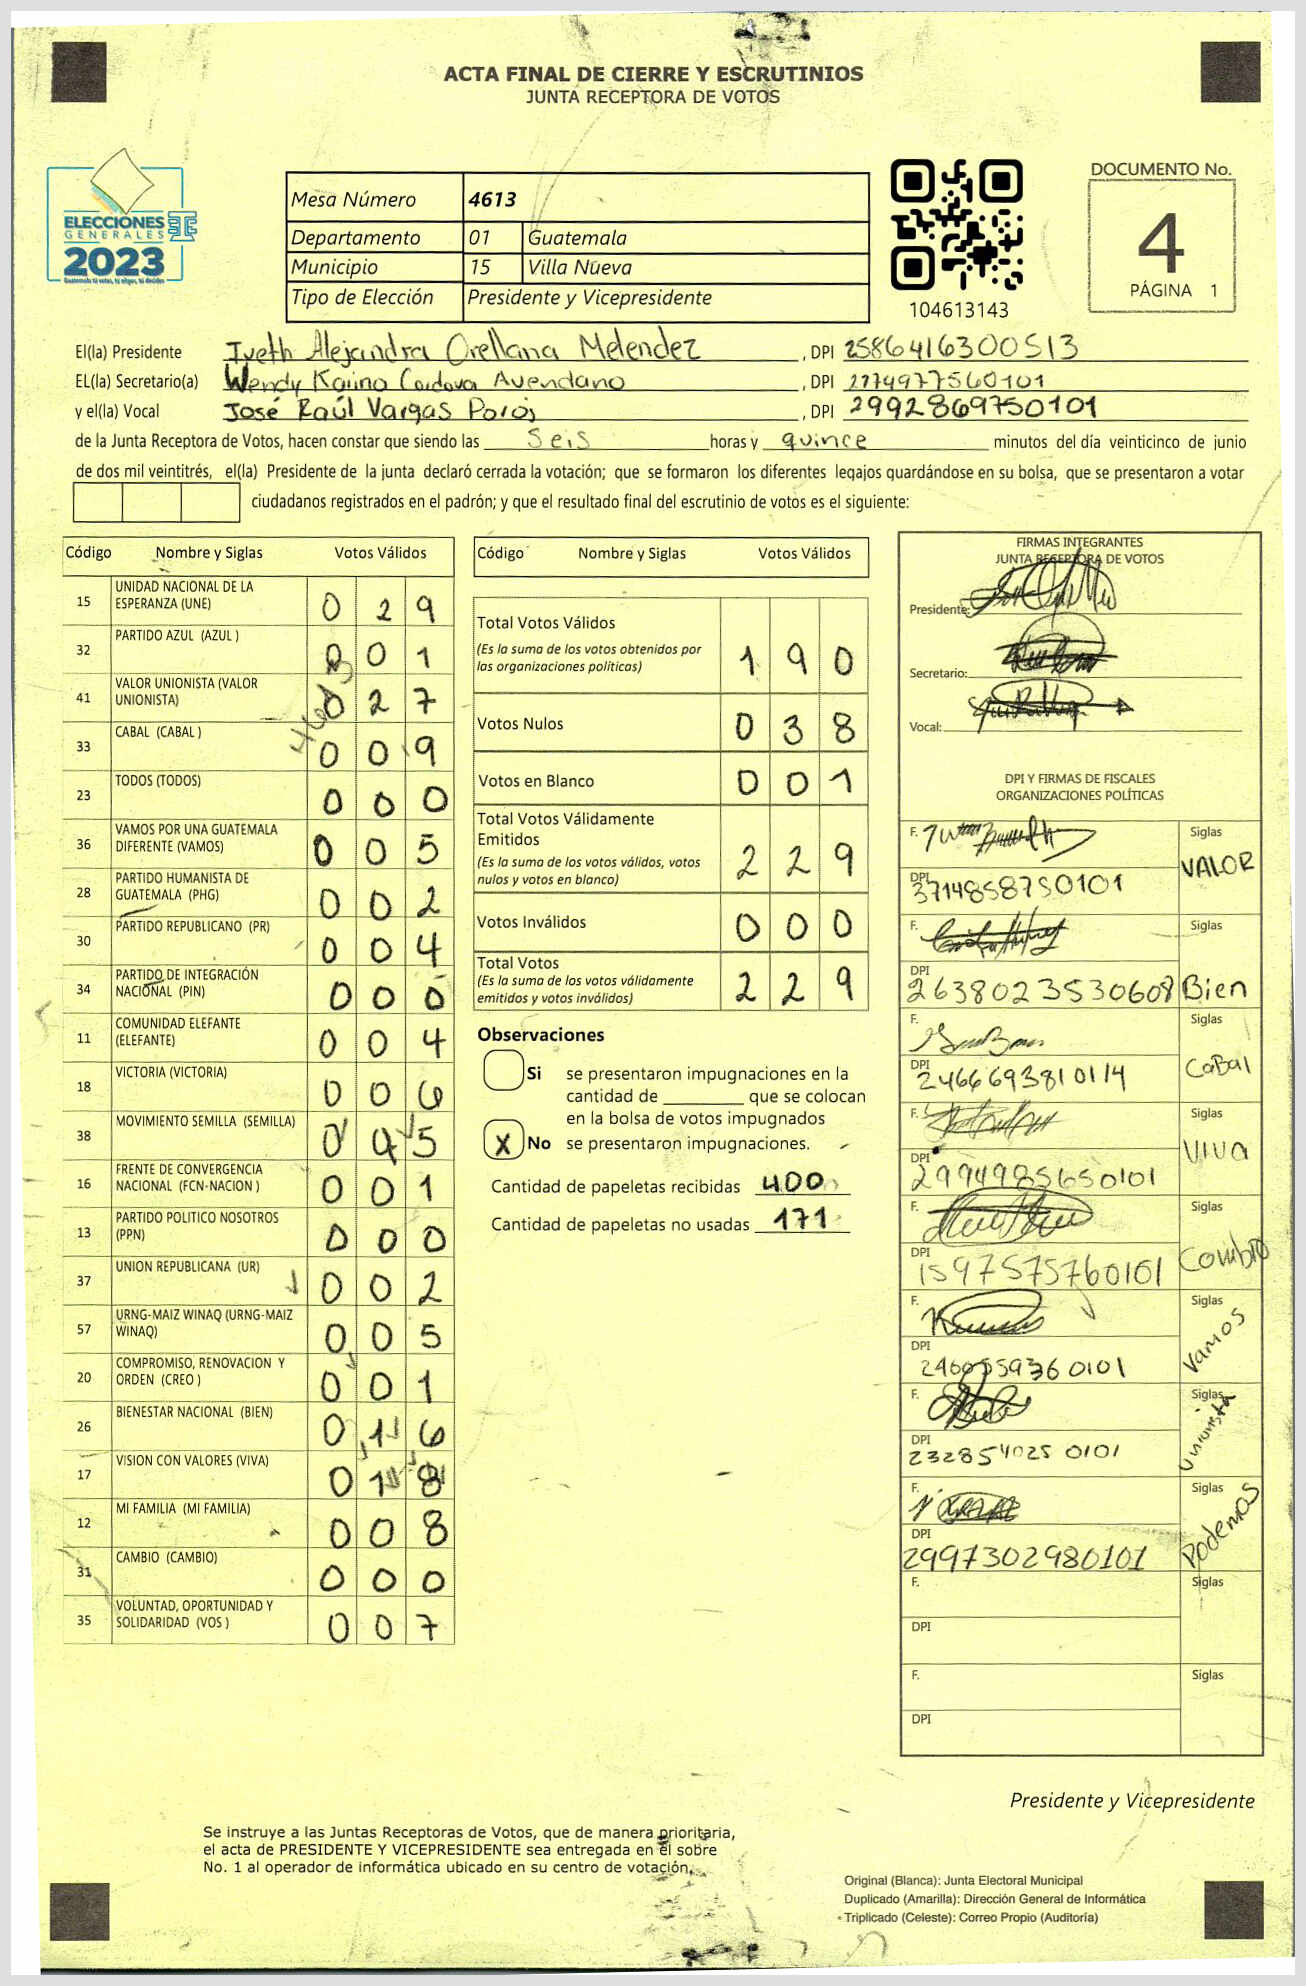 ACTA FINAL DE CIERRE Y ESCRUTINIOS
JUNTA RECEPTORA DE VOTOS
ELECCIONES
GENERALES
2023
Mesa Número 4613
Departamento 01 Guatemala
Municipio 15 Villa Nueva
Tipo de Elección Presidente y Vicepresidente
104613143
DOCUMENTO No.
4
PÁGINA 1
El(la) Presidente Iveth Alejandra Orellana Melendez, DPI 2586416300513
EL(la) Secretario(a) Wendy Karina Cordova Avendano, DPI 2774977560101
y el(la) Vocal José Raúl Vargas, DPI 2992869750101
de la Junta Receptora de Votos, hacen constar que siendo las seis horas y quince minutos del día veinticinco de junio
de dos mil veintitrés, el(la) Presidente de la junta declaró cerrada la votación; que se formaron los diferentes legajos guardándose en su bolsa, que se presentaron a votar
ciudadanos registrados en el padrón; y que el resultado final del escrutinio de votos es el siguiente:
Código Nombre y Siglas Votos Válidos
15 UNIDAD NACIONAL DE LA ESPERANZA (UNE) 0 2 9
32 PARTIDO AZUL (AZUL ) 0 0 1
41 VALOR UNIONISTA (VALOR UNIONISTA) 0 2 7
4613
33 CABAL (CABAL ) 0 0 9
23 TODOS (TODOS) 0 0 0
36 VAMOS POR UNA GUATEMALA DIFERENTE (VAMOS) 0 0 5
28 PARTIDO HUMANISTA DE GUATEMALA (PHG) 0 0 2
30 PARTIDO REPUBLICANO (PR) 0 0 4
34 PARTIDO DE INTEGRACIÓN NACIONAL (PIN) 0 0 0
11 COMUNIDAD ELEFANTE (ELEFANTE) 0 0 4
18 VICTORIA (VICTORIA) 0 0 6
38 MOVIMIENTO SEMILLA (SEMILLA) 0 4 5
16 FRENTE DE CONVERGENCIA NACIONAL (FCN-NACION ) 0 0 1
13 PARTIDO POLITICO NOSOTROS (PPN) 0 0 0
37 UNION REPUBLICANA (UR) 0 0 2
57 URNG-MAIZ WINAQ (URNG-MAIZ WINAQ) 0 0 5
20 COMPROMISO, RENOVACION Y ORDEN (CREO ) 0 0 1
26 BIENESTAR NACIONAL (BIEN) 0 1 6
17 VISION CON VALORES (VIVA) 0 1 8
12 MI FAMILIA (MI FAMILIA) 0 0 8
31 CAMBIO (CAMBIO) 0 0 0
35 VOLUNTAD, OPORTUNIDAD Y SOLIDARIDAD (VOS ) 0 0 7
Código Nombre y Siglas Votos Válidos
Total Votos Válidos 1 9 0
(Es la suma de los votos obtenidos por
las organizaciones políticas)
Votos Nulos 0 3 8
Votos en Blanco 0 0 1
Total Votos Válidamente
Emitidos 2 2 9
(Es la suma de los votos válidos, votos
nulos y votos en blanco)
Votos Inválidos 0 0 0
Total Votos 2 2 9
(Es la suma de los votos válidamente
emitidos y votos inválidos)
Observaciones
Si se presentaron impugnaciones en la
cantidad de ________ que se colocan
en la bolsa de votos impugnados
X No se presentaron impugnaciones.
Cantidad de papeletas recibidas 400
Cantidad de papeletas no usadas 171
FIRMAS INTEGRANTES
JUNTA RECEPTORA DE VOTOS
Presidente:
Secretario:
Vocal:
DPI Y FIRMAS DE FISCALES
ORGANIZACIONES POLÍTICAS
F. Siglas
DPI 3714858750101 VALOR
F. Siglas
DPI 2638023530608 Bien
F. Siglas
DPI 2466693810114 CaBal
F. Siglas
DPI 2994985650101 VIVA
F. Siglas
DPI 1597575760101 Cambio
F. Siglas
DPI 0101 Vamos
F. Siglas
DPI 2328540250101 Unionista
F. Siglas
DPI 2997302980101 Podemos
F. Siglas
DPI
F. Siglas
DPI
Presidente y Vicepresidente
Se instruye a las Juntas Receptoras de Votos, que de manera prioritaria,
el acta de PRESIDENTE Y VICEPRESIDENTE sea entregada en el sobre
No. 1 al operador de informática ubicado en su centro de votación.
Original (Blanca): Junta Electoral Municipal
Duplicado (Amarilla): Dirección General de Informática
Triplicado (Celeste): Correo Propio (Auditoría)